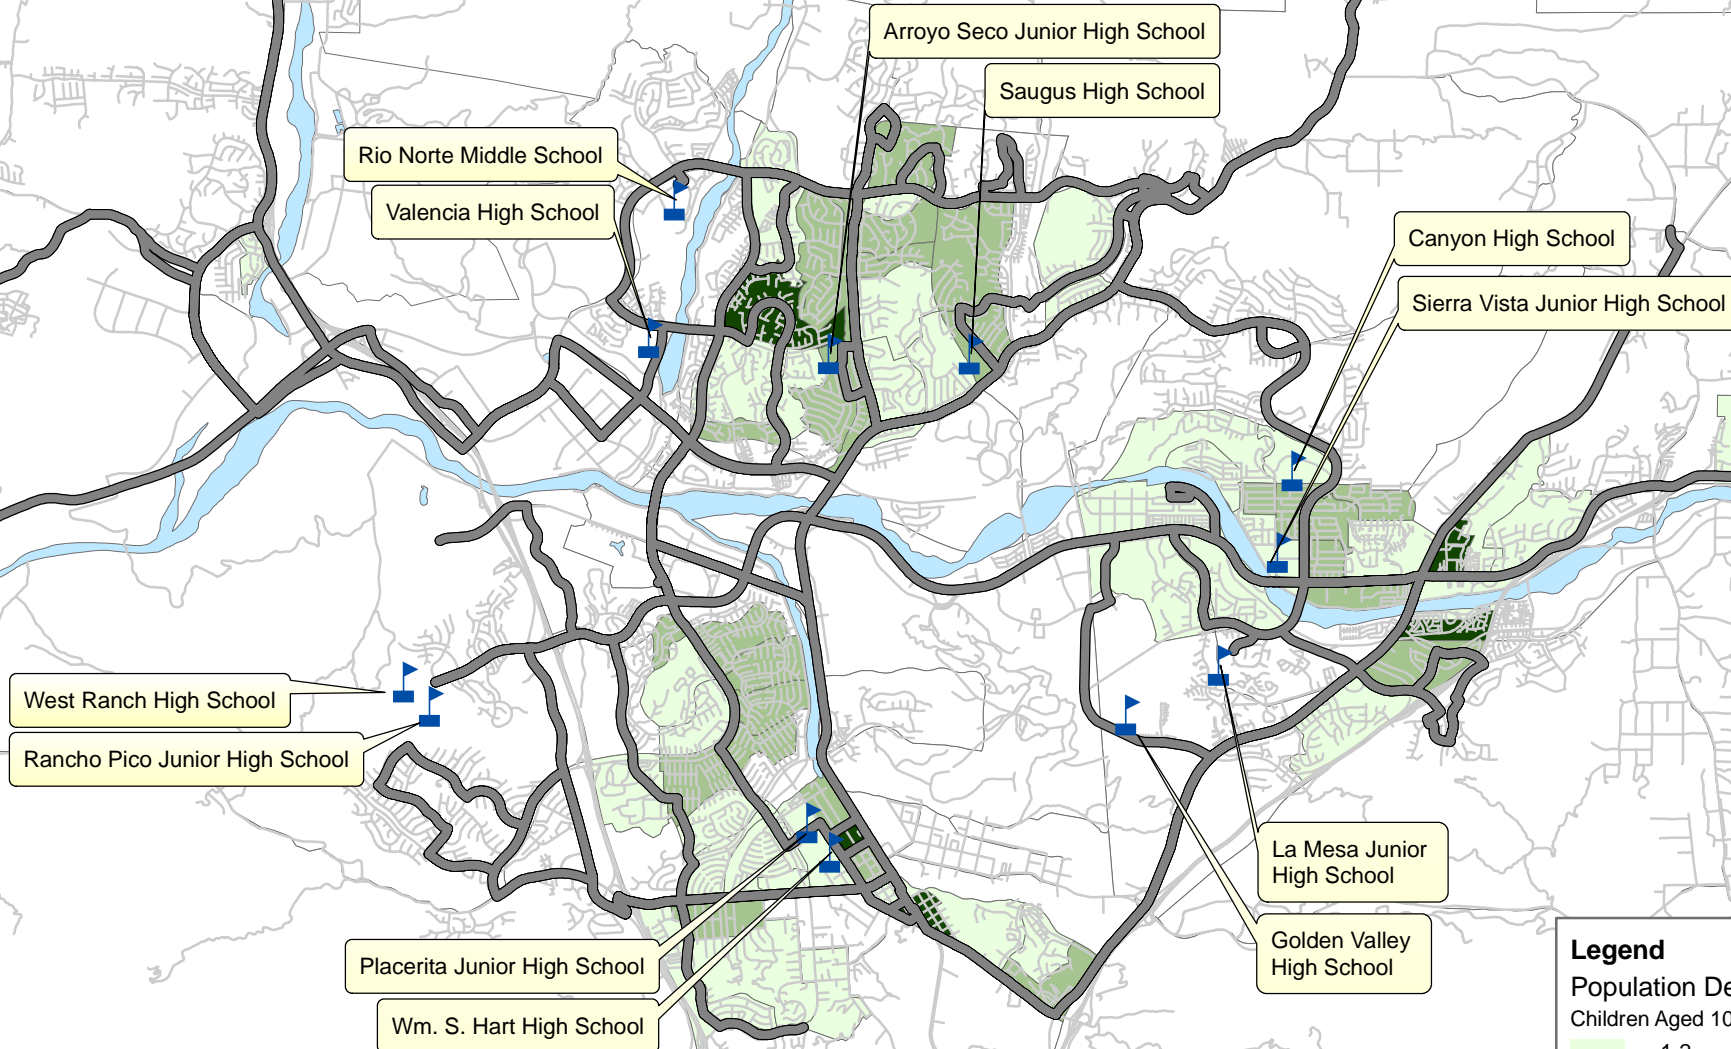 Arroyo Seco Junior High School
Saugus High School
Rio Norte Middle School
Valencia High School
Canyon High School
Sierra Vista Junior High School
West Ranch High School
Rancho Pico Junior High School
La Mesa Junior
High School
Golden Valley
High School
Placerita Junior High School
Wm. S. Hart High School
Legend
Population De
Children Aged 10